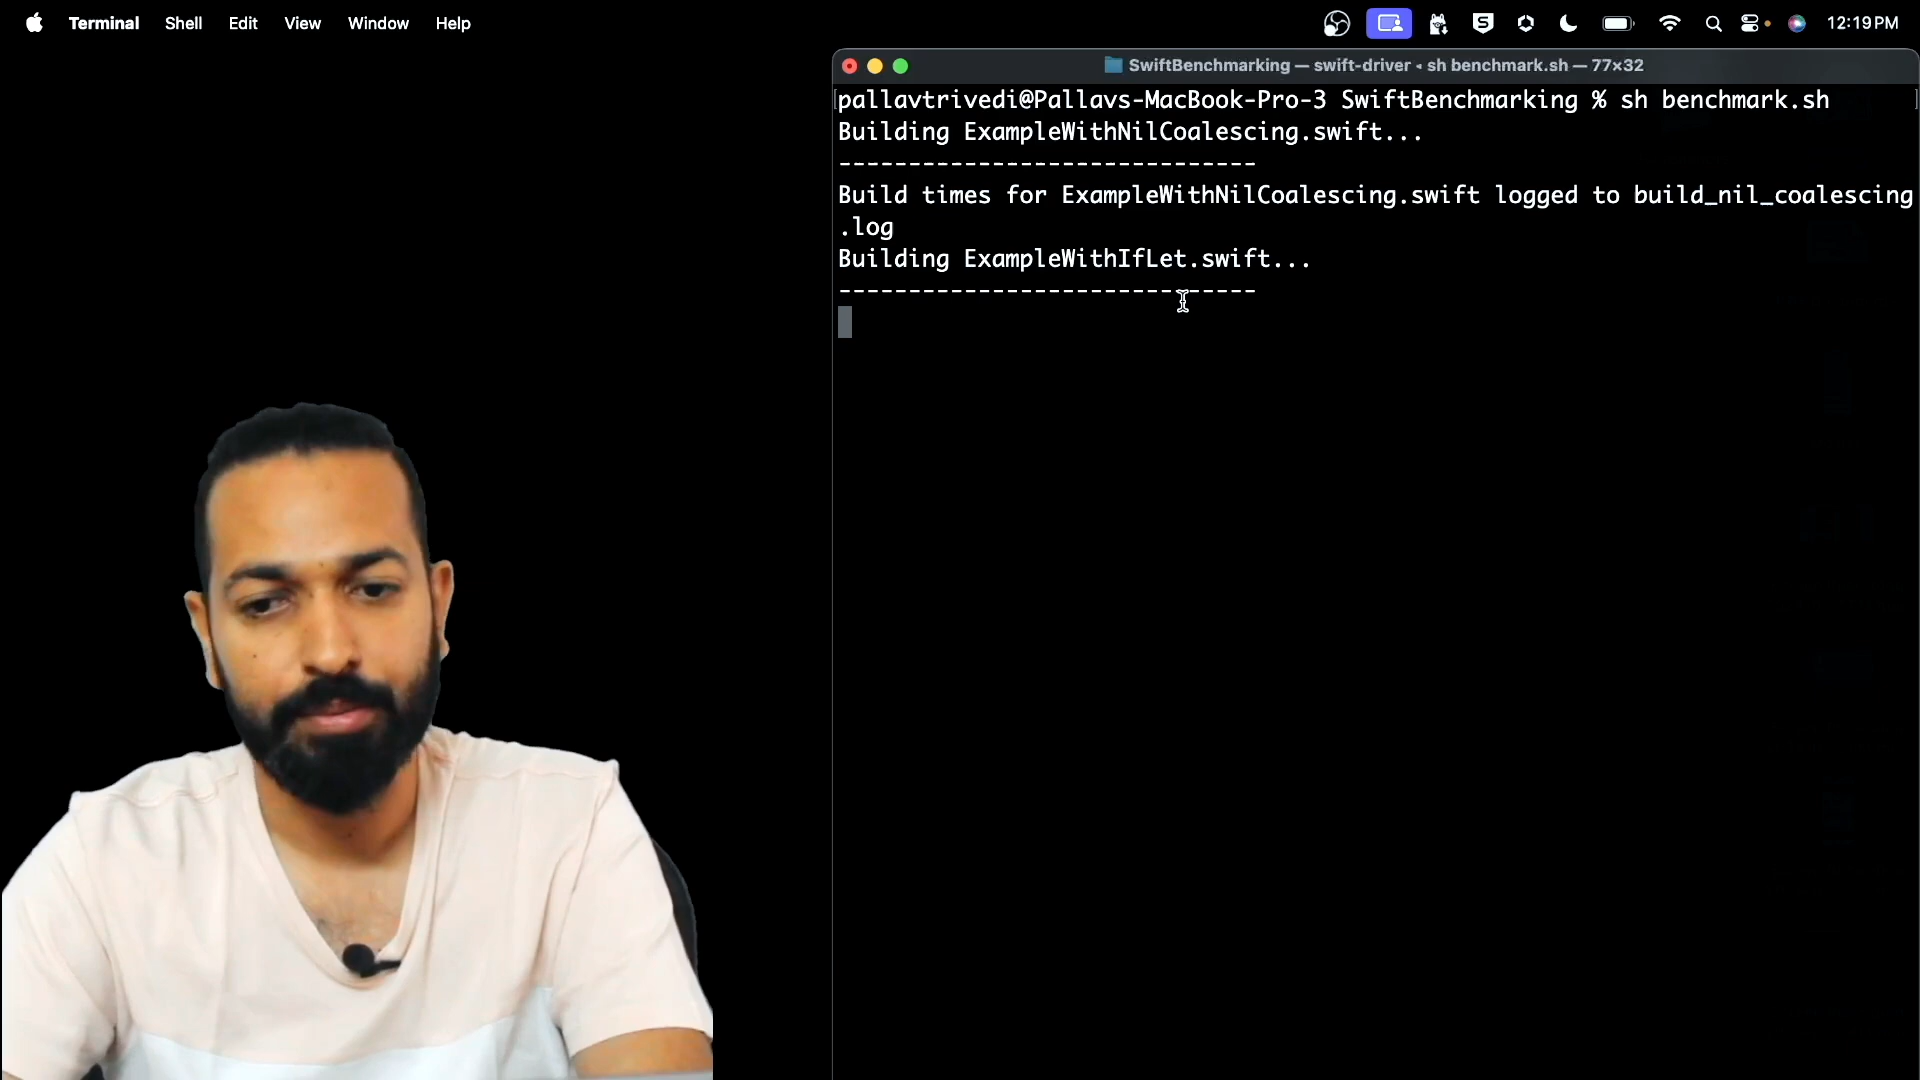 Terminal Shell Edit View Window Help 12:19 PM
SwiftBenchmarking — swift-driver ◂ sh benchmark.sh — 77×32
pallavtrivedi@Pallavs-MacBook-Pro-3 SwiftBenchmarking % sh benchmark.sh
Building ExampleWithNilCoalescing.swift...
------------------------------
Build times for ExampleWithNilCoalescing.swift logged to build_nil_coalescing
.log
Building ExampleWithIfLet.swift...
------------------------------